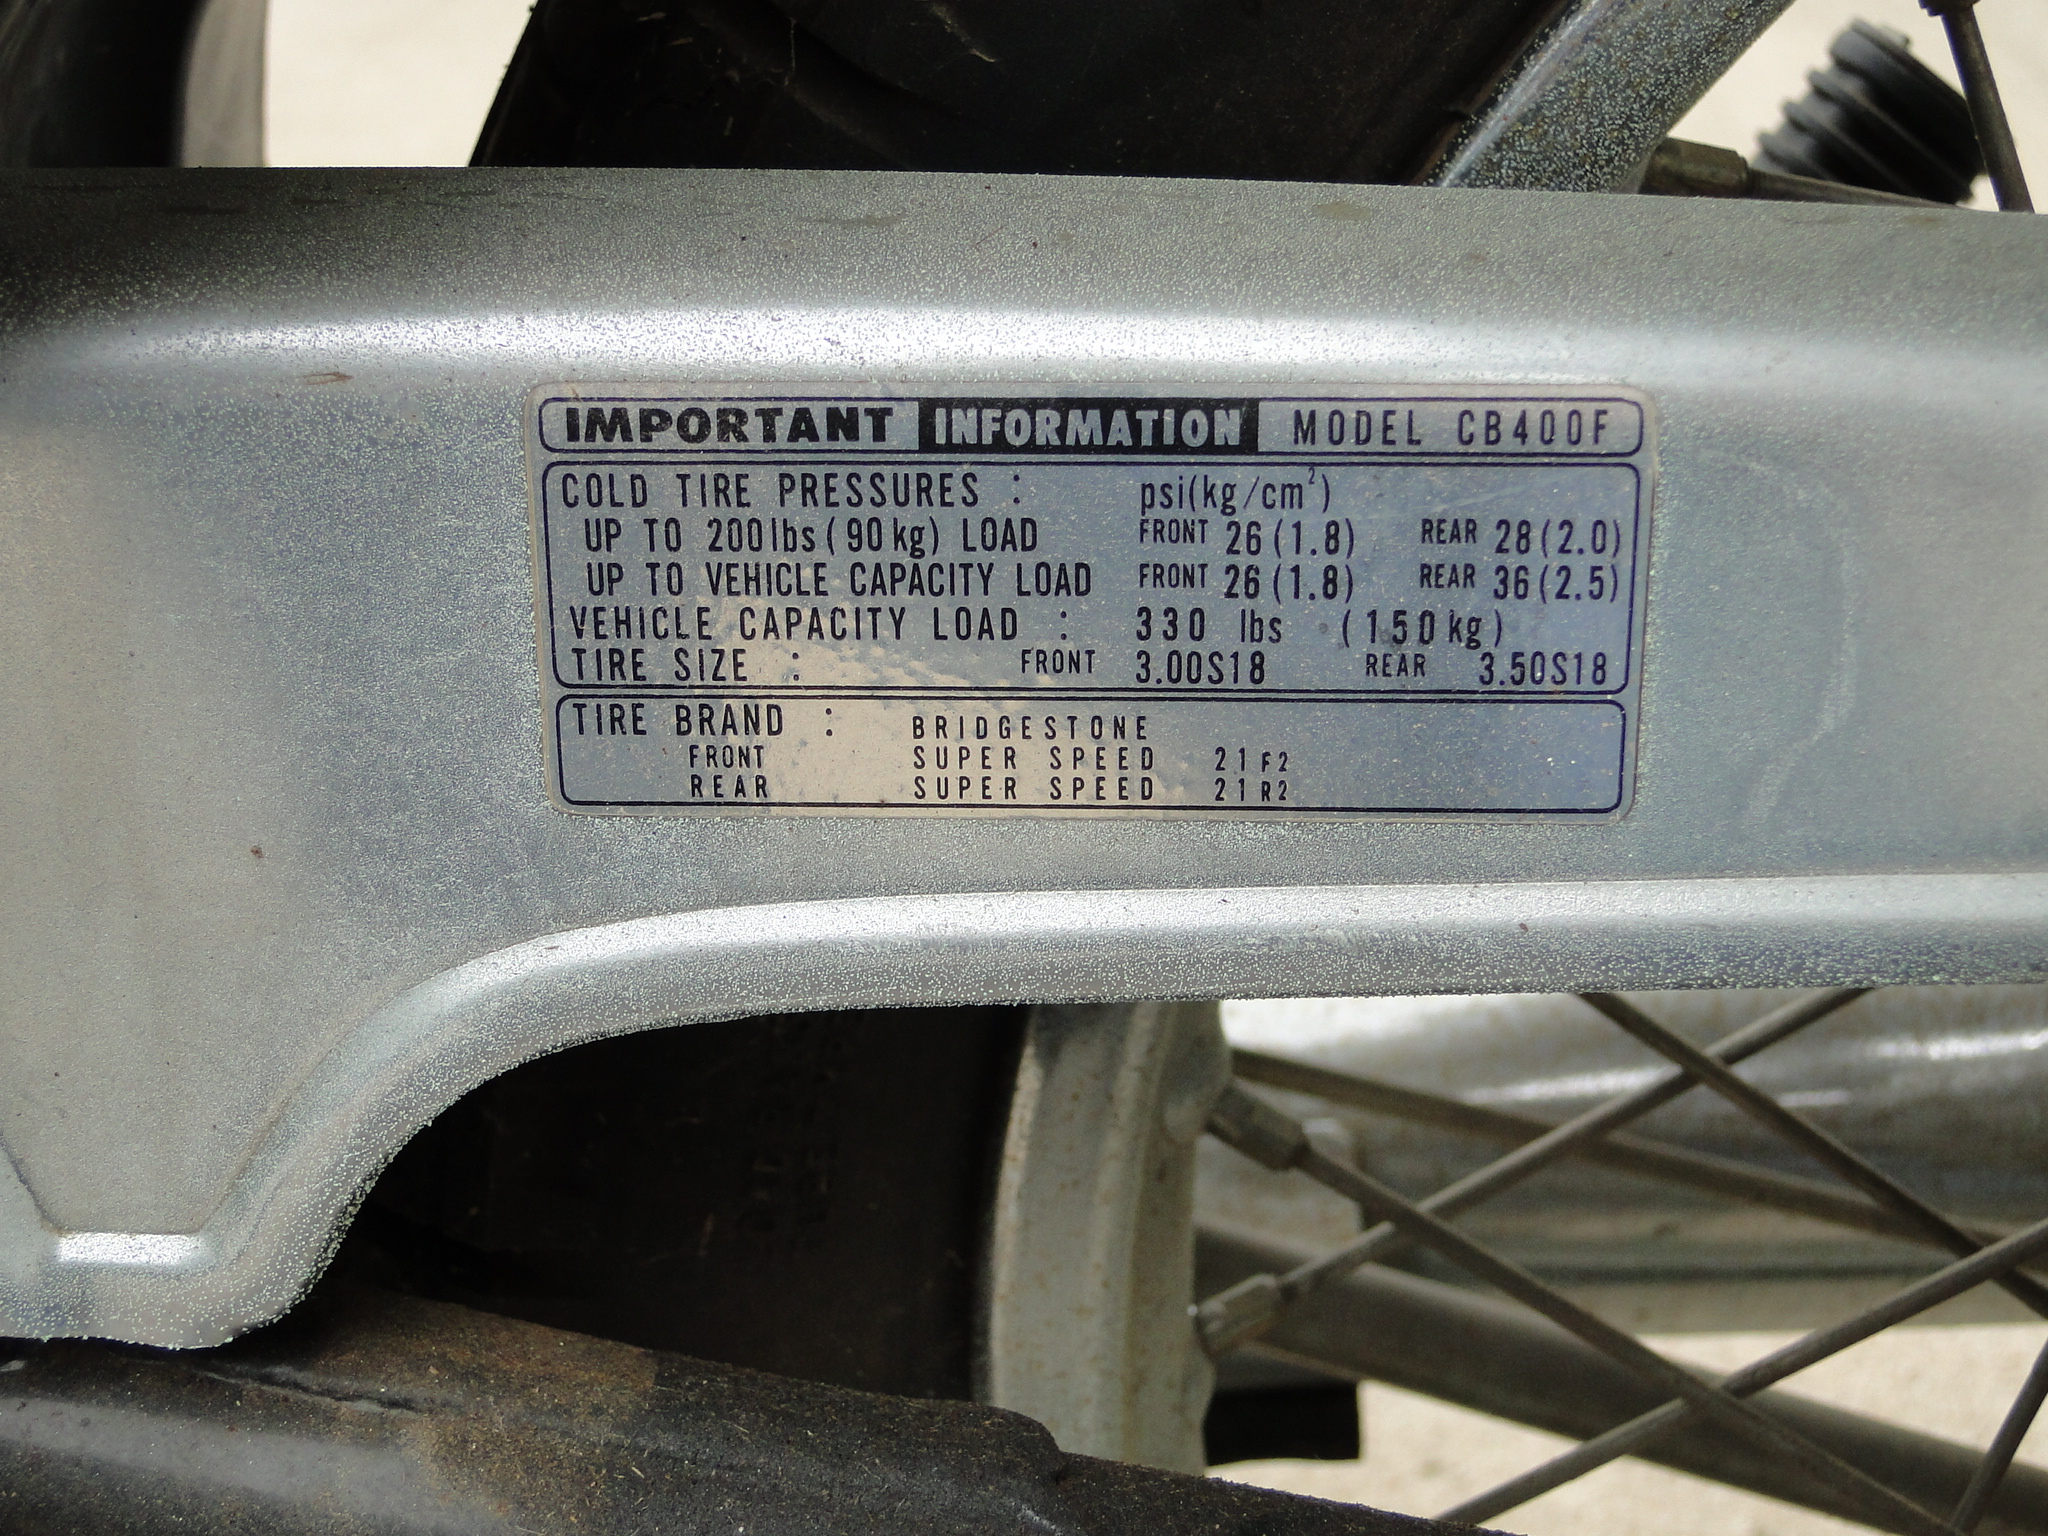 IMPORTANT INFORMATION MODEL CB400F
COLD TIRE PRESSURES : psi(kg/cm²)
UP TO 200lbs(90kg) LOAD FRONT 26(1.8) REAR 28(2.0)
UP TO VEHICLE CAPACITY LOAD FRONT 26(1.8) REAR 36(2.5)
VEHICLE CAPACITY LOAD : 330 lbs (150kg)
TIRE SIZE : FRONT 3.00S18 REAR 3.50S18
TIRE BRAND : BRIDGESTONE
FRONT SUPER SPEED 21F2
REAR SUPER SPEED 21R2